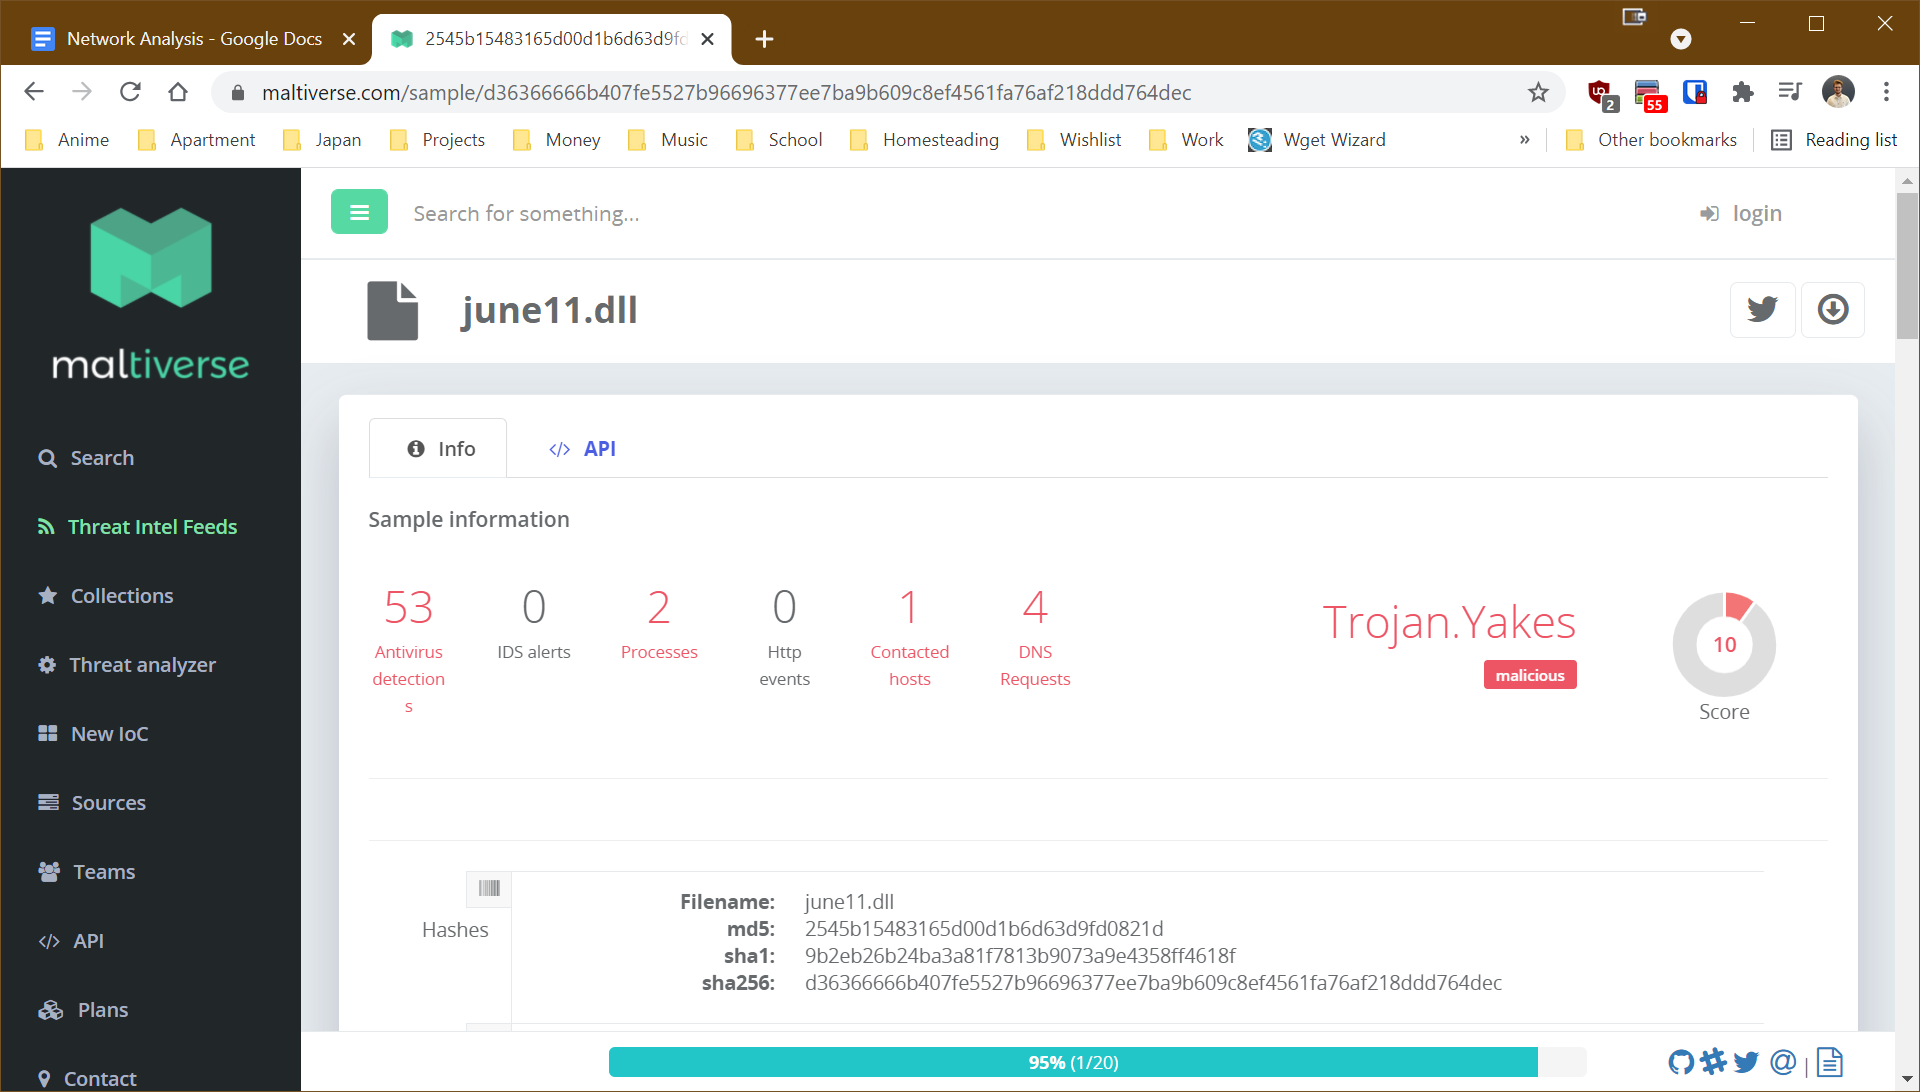 Network Analysis - Google Docs
2545b15483165d00d1b6d63d9fd
maltiverse.com/sample/d36366666b407fe5527b96696377ee7ba9b609c8ef4561fa76af218ddd764dec
2
55
Anime Apartment Japan Projects Money Music School Homesteading Wishlist Work Wget Wizard » Other bookmarks Reading list
maltiverse
Search
Threat Intel Feeds
Collections
Threat analyzer
New IoC
Sources
Teams
API
Plans
Contact
Search for something...
login
june11.dll
Info
API
Sample information
53
Antivirus
detection
s
0
IDS alerts
2
Processes
0
Http
events
1
Contacted
hosts
4
DNS
Requests
Trojan.Yakes
malicious
10
Score
Hashes
Filename: june11.dll
md5: 2545b15483165d00d1b6d63d9fd0821d
sha1: 9b2eb26b24ba3a81f7813b9073a9e4358ff4618f
sha256: d36366666b407fe5527b96696377ee7ba9b609c8ef4561fa76af218ddd764dec
95% (1/20)